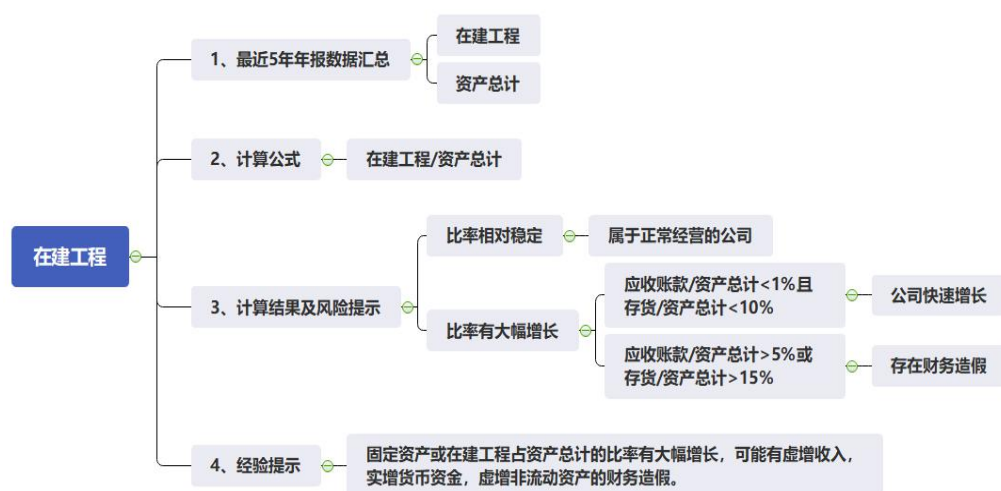 在建工程
1、最近5年年报数据汇总
在建工程
资产总计
2、计算公式
在建工程/资产总计
3、计算结果及风险提示
比率相对稳定
属于正常经营的公司
比率有大幅增长
应收账款/资产总计<1%且
存货/资产总计<10%
公司快速增长
应收账款/资产总计>5%或
存货/资产总计>15%
存在财务造假
4、经验提示
固定资产或在建工程占资产总计的比率有大幅增长，可能有虚增收入，
实增货币资金，虚增非流动资产的财务造假。